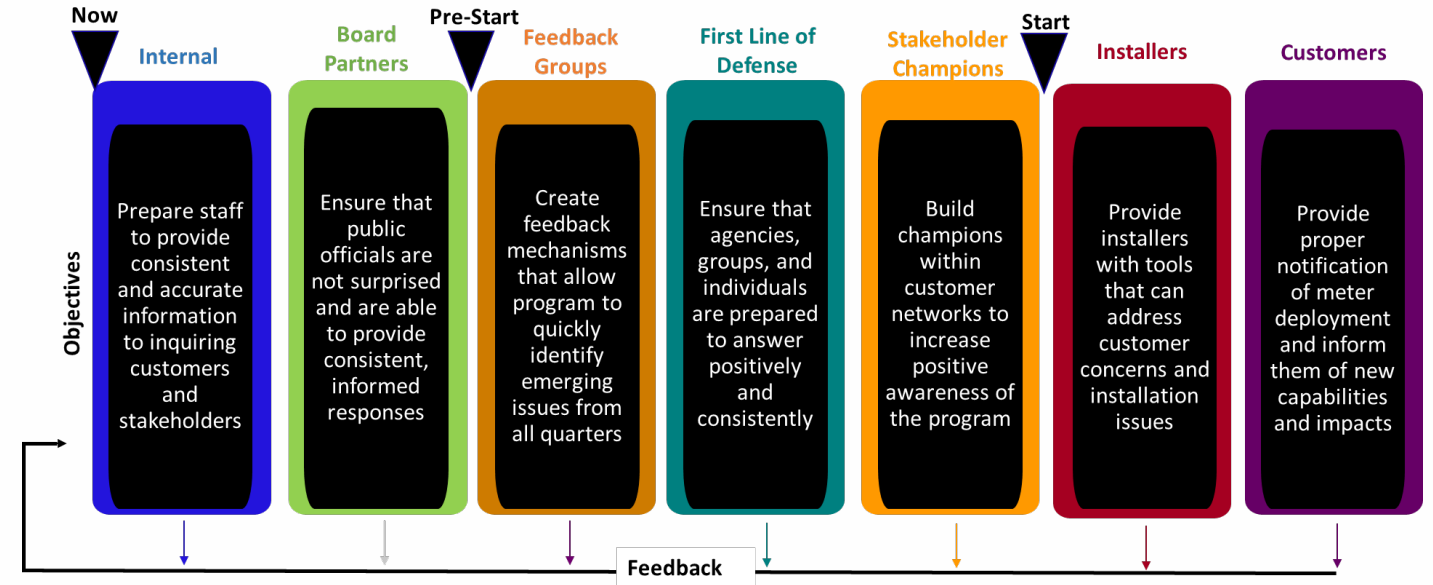 Now
Pre-Start
Start
Internal
Board
Partners
Feedback
Groups
First Line of
Defense
Stakeholder
Champions
Installers
Customers
Objectives
Prepare staff
to provide
consistent
and accurate
information
to inquiring
customers
and
stakeholders
Ensure that
public
officials are
not surprised
and are able
to provide
consistent,
informed
responses
Create
feedback
mechanisms
that allow
program to
quickly
identify
emerging
issues from
all quarters
Ensure that
agencies,
groups, and
individuals
are prepared
to answer
positively
and
consistently
Build
champions
within
customer
networks to
increase
positive
awareness of
the program
Provide
installers
with tools
that can
address
customer
concerns and
installation
issues
Provide
proper
notification
of meter
deployment
and inform
them of new
capabilities
and impacts
Feedback